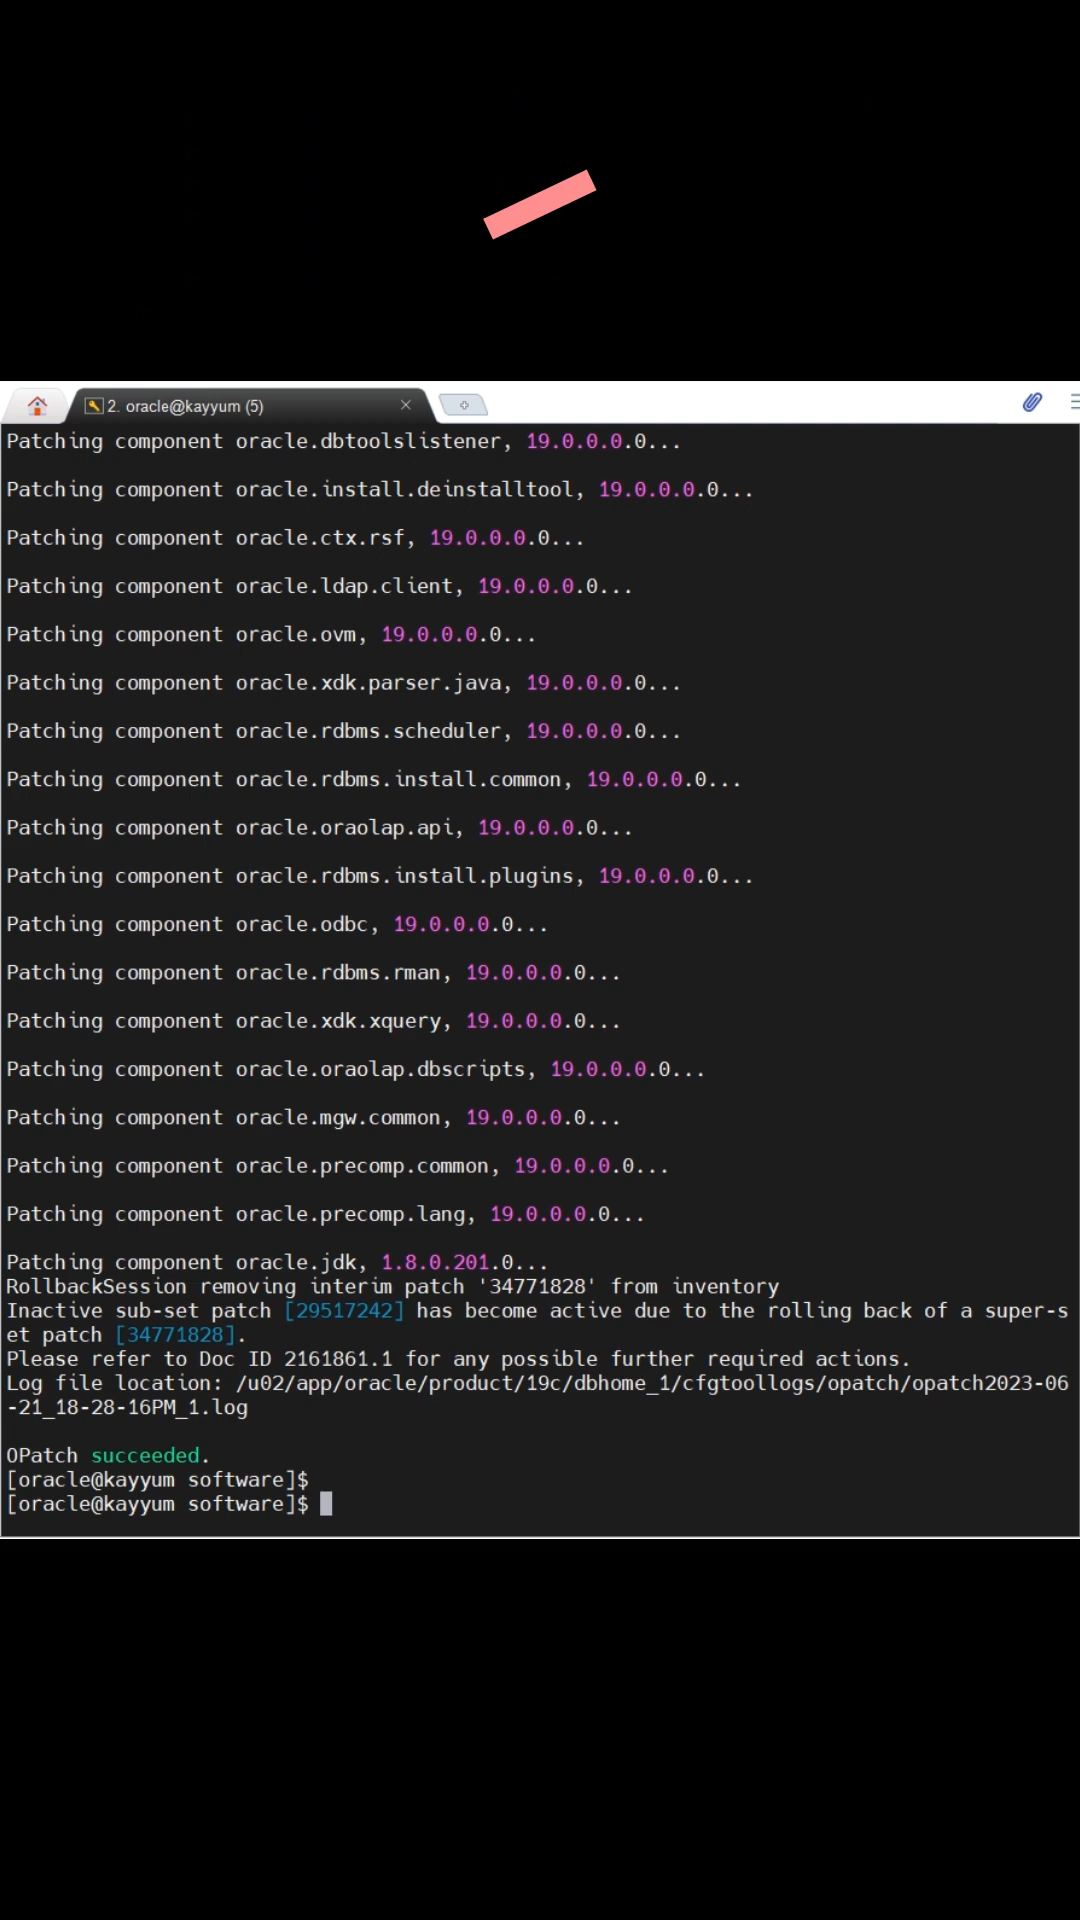 2. oracle@kayyum (5)
Patching component oracle.dbtoolslistener, 19.0.0.0.0...
Patching component oracle.install.deinstalltool, 19.0.0.0.0...
Patching component oracle.ctx.rsf, 19.0.0.0.0...
Patching component oracle.ldap.client, 19.0.0.0.0...
Patching component oracle.ovm, 19.0.0.0.0...
Patching component oracle.xdk.parser.java, 19.0.0.0.0...
Patching component oracle.rdbms.scheduler, 19.0.0.0.0...
Patching component oracle.rdbms.install.common, 19.0.0.0.0...
Patching component oracle.oraolap.api, 19.0.0.0.0...
Patching component oracle.rdbms.install.plugins, 19.0.0.0.0...
Patching component oracle.odbc, 19.0.0.0.0...
Patching component oracle.rdbms.rman, 19.0.0.0.0...
Patching component oracle.xdk.xquery, 19.0.0.0.0...
Patching component oracle.oraolap.dbscripts, 19.0.0.0.0...
Patching component oracle.mgw.common, 19.0.0.0.0...
Patching component oracle.precomp.common, 19.0.0.0.0...
Patching component oracle.precomp.lang, 19.0.0.0.0...
Patching component oracle.jdk, 1.8.0.201.0...
RollbackSession removing interim patch '34771828' from inventory
Inactive sub-set patch [29517242] has become active due to the rolling back of a super-s
et patch [34771828].
Please refer to Doc ID 2161861.1 for any possible further required actions.
Log file location: /u02/app/oracle/product/19c/dbhome_1/cfgtoollogs/opatch/opatch2023-06
-21_18-28-16PM_1.log
OPatch succeeded.
[oracle@kayyum software]$
[oracle@kayyum software]$